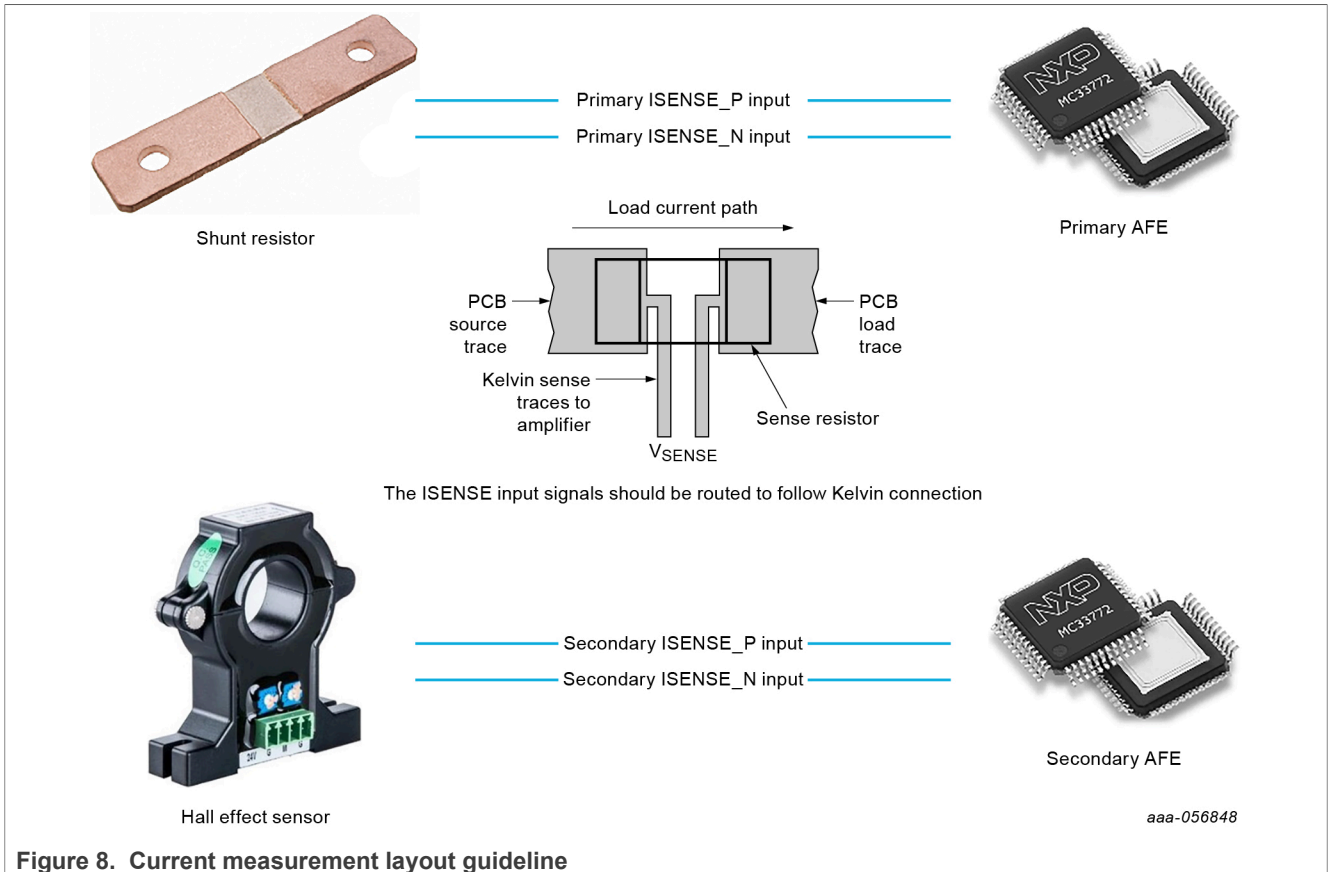 Primary ISENSE_P input
Primary ISENSE_N input
NXP
MC33772
Shunt resistor
Primary AFE
Load current path
PCB
source
trace
PCB
load
trace
Kelvin sense
traces to
amplifier
Sense resistor
VSENSE
The ISENSE input signals should be routed to follow Kelvin connection
Secondary ISENSE_P input
Secondary ISENSE_N input
NXP
MC33772
Hall effect sensor
Secondary AFE
aaa-056848
Figure 8. Current measurement layout guideline